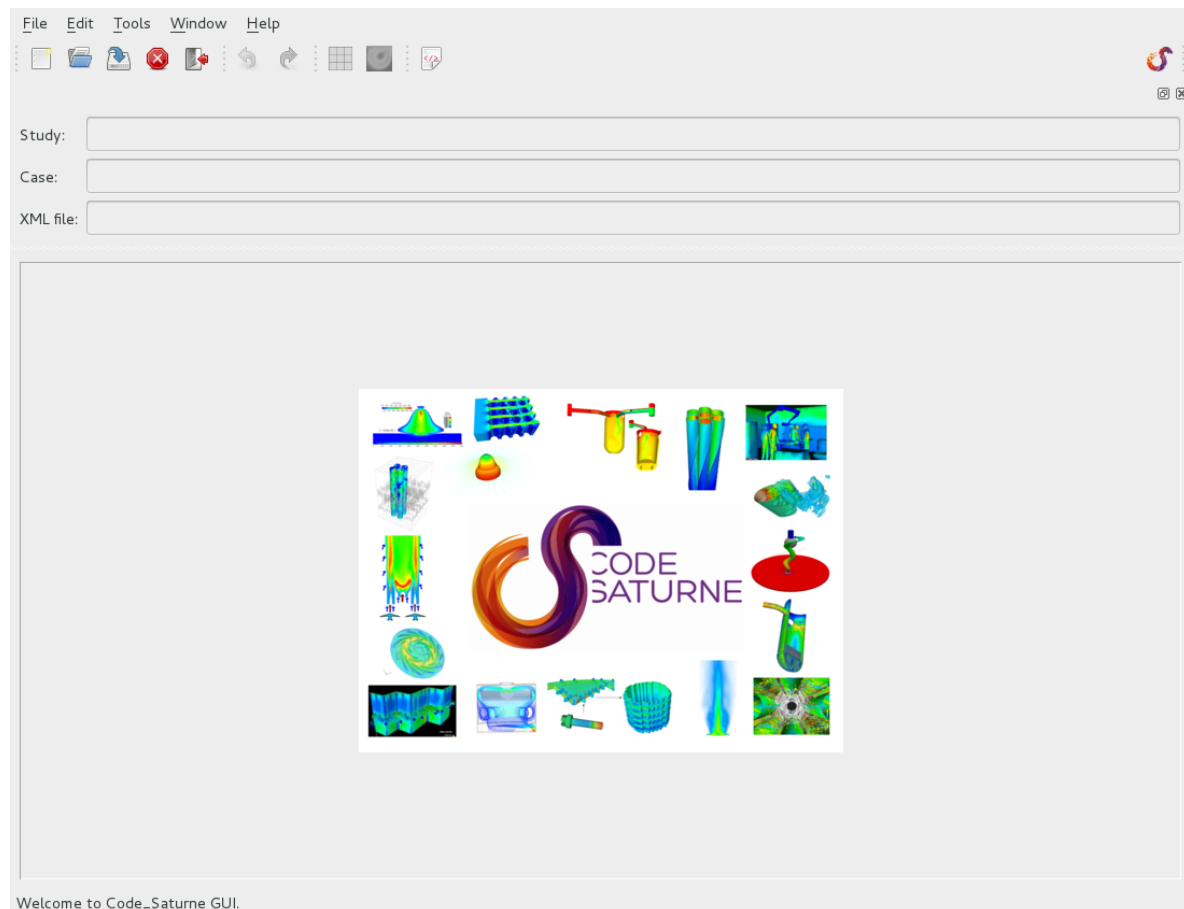 File Edit Tools Window Help
Study:
Case:
XML file:
CODE
SATURNE
Welcome to Code_Saturne GUI.